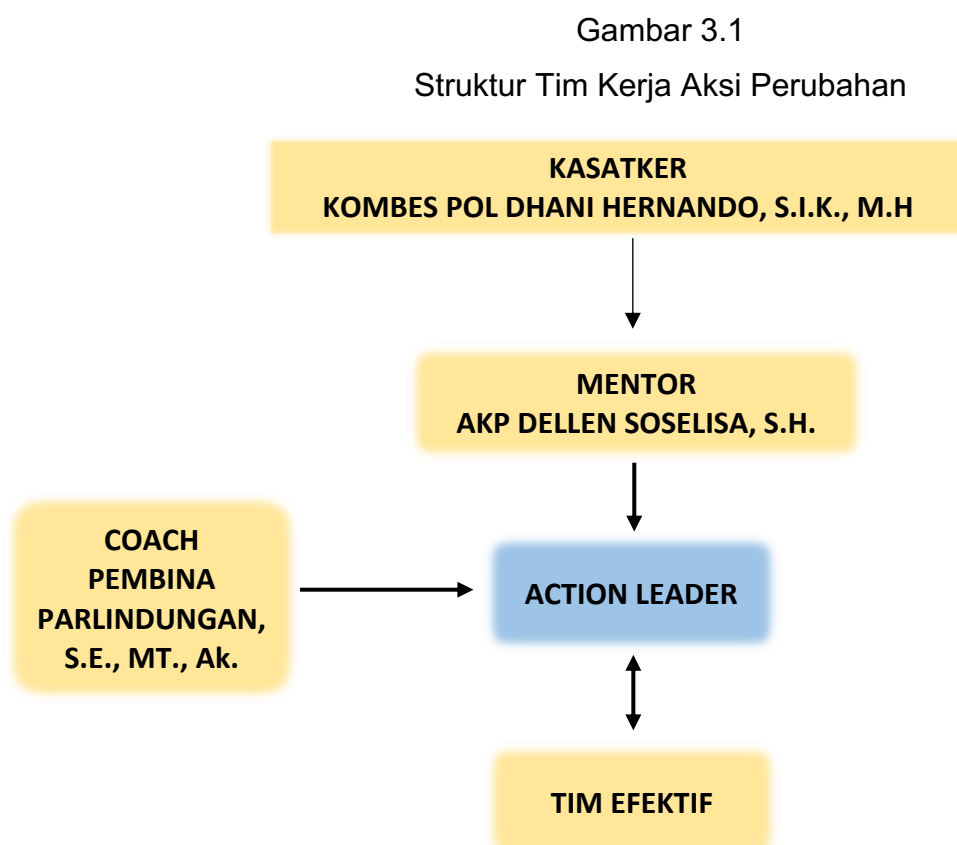 Gambar 3.1
Struktur Tim Kerja Aksi Perubahan
KASATKER
KOMBES POL DHANI HERNANDO, S.I.K., M.H
MENTOR
AKP DELLEN SOSELISA, S.H.
COACH
PEMBINA
PARLINDUNGAN,
S.E., MT., Ak.
ACTION LEADER
TIM EFEKTIF